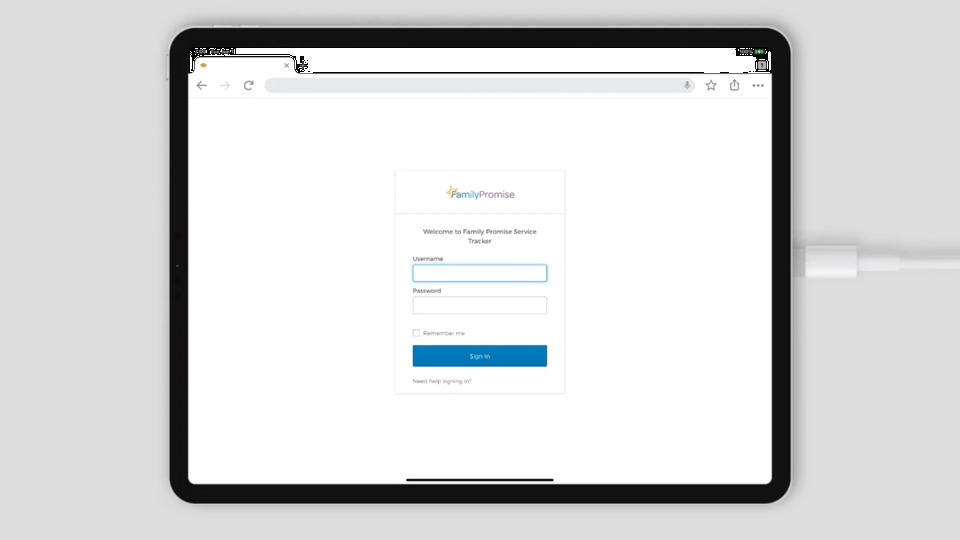 FamilyPromise
Welcome to Family Promise Service
Tracker
Username
Password
Remember me
Sign in
Need help signing in?